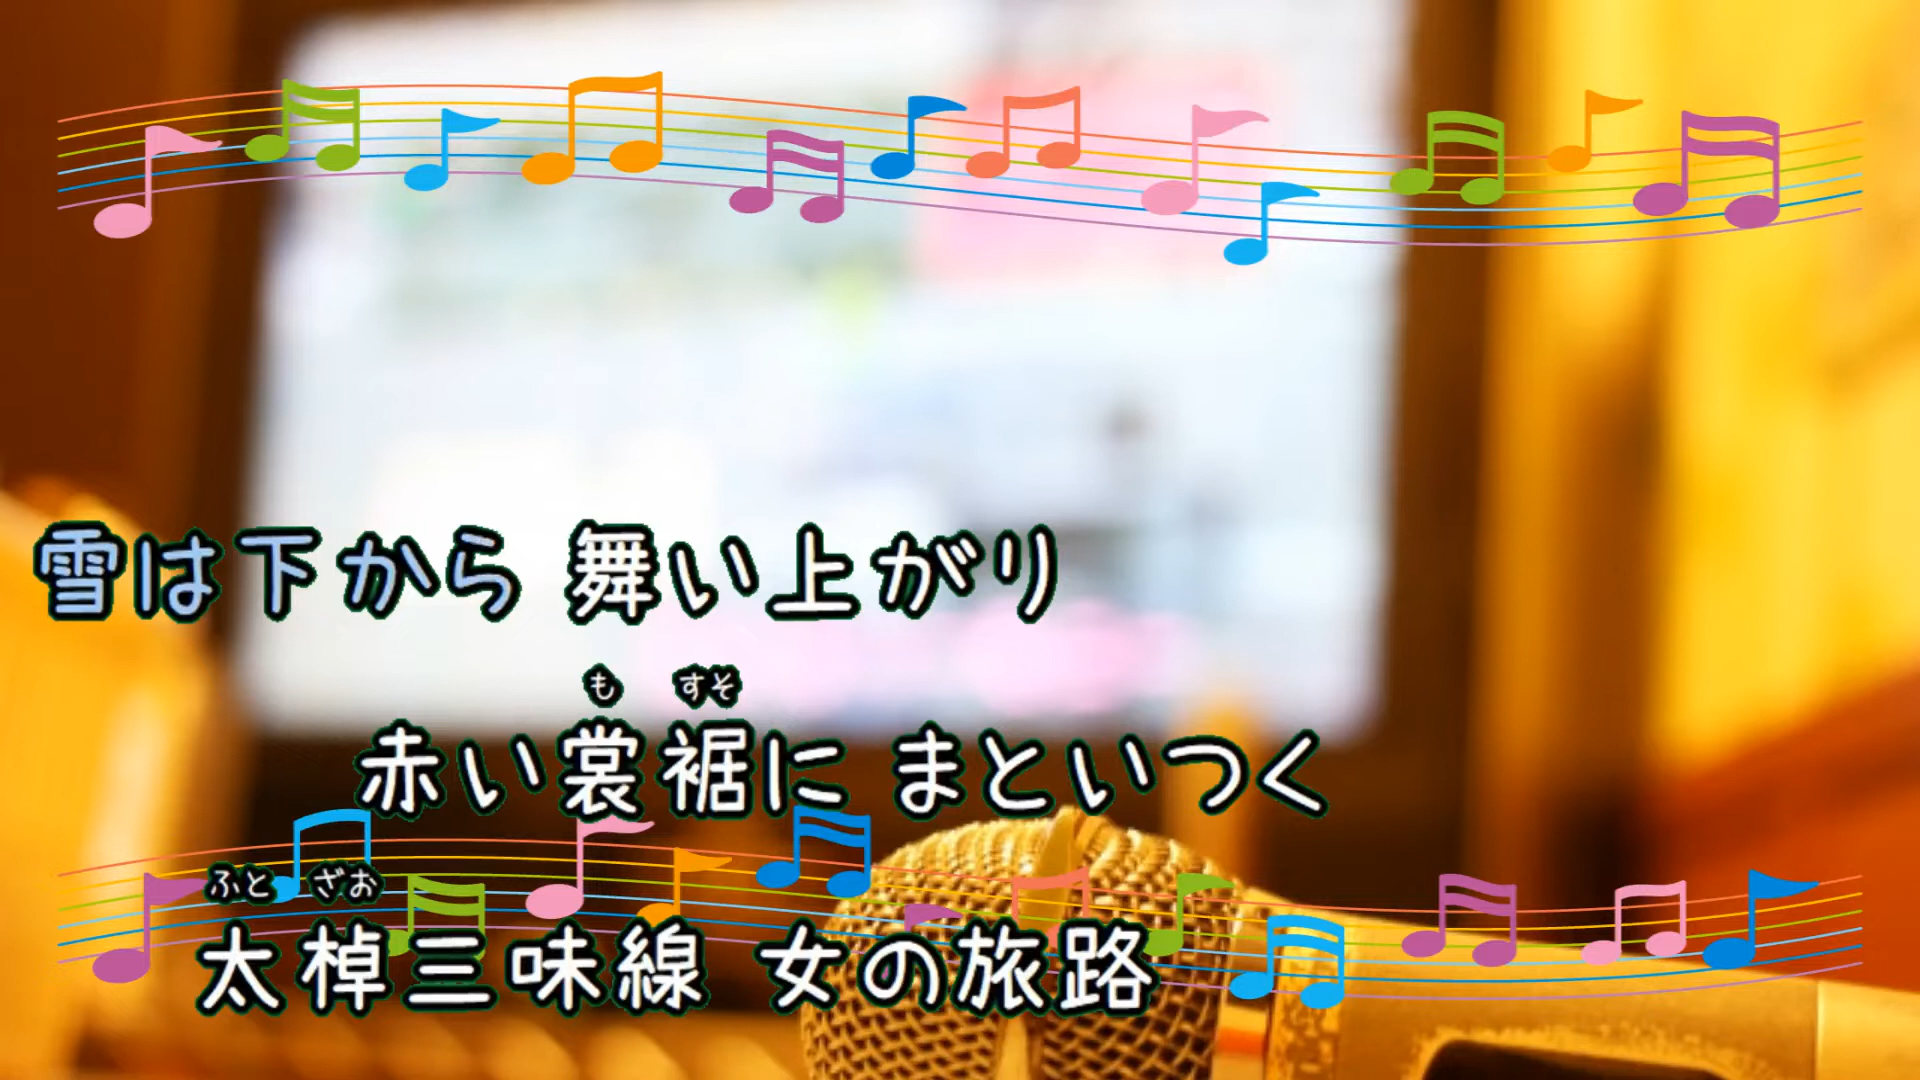 雪は下から 舞い上がり
も すそ
赤い裳裾に まといつく
ふと ざお
太棹三味線 女の旅路